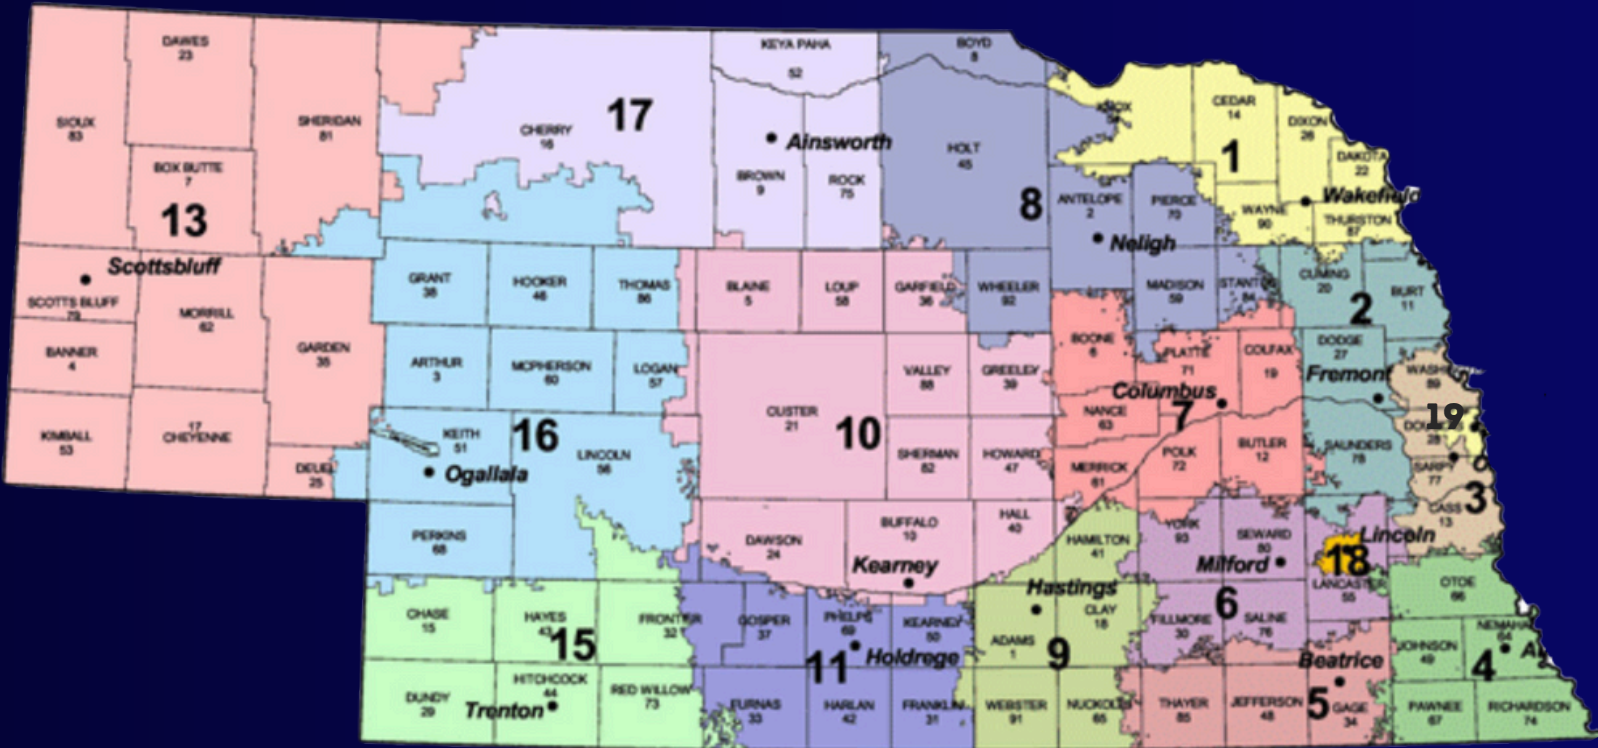 DAWES
23
KEYA PAHA
52
BOYD
8
SIOUX
83
SHERIDAN
81
17
CHERRY
16
Ainsworth
KNOX
CEDAR
14
DIXON
26
1
DAKOTA
22
BOX BUTTE
7
13
BROWN
9
ROCK
75
HOLT
45
8
ANTELOPE
2
PIERCE
70
WAYNE
90
Wakefield
THURSTON
87
Neligh
Scottsbluff
SCOTTS BLUFF
79
MORRILL
62
GRANT
38
HOOKER
46
THOMAS
86
BLAINE
5
LOUP
58
GARFIELD
36
WHEELER
92
MADISON
59
STANTON
84
CUMING
20
2
BURT
11
BANNER
4
GARDEN
35
ARTHUR
3
MCPHERSON
60
LOGAN
57
VALLEY
88
GREELEY
39
BOONE
6
PLATTE
71
COLFAX
19
DODGE
27
Fremont
WASH
89
Columbus
7
CUSTER
21
10
NANCE
63
19
28
KIMBALL
53
17
CHEYENNE
KEITH
51
16
LINCOLN
56
Ogallala
DEUEL
25
SHERMAN
82
HOWARD
47
MERRICK
61
POLK
72
BUTLER
12
SAUNDERS
78
SARPY
77
O
3
CASS
13
PERKINS
68
DAWSON
24
BUFFALO
10
HALL
40
Kearney
HAMILTON
41
YORK
93
SEWARD
80
Milford
Lincoln
18
LANCASTER
55
OTOE
66
Hastings
CHASE
15
HAYES
43
15
FRONTIER
32
GOSPER
37
PHELPS
69
KEARNEY
50
11
Holdrege
ADAMS
1
CLAY
18
9
FILLMORE
30
6
SALINE
76
Beatrice
JOHNSON
49
NEMAHA
64
4
DUNDY
29
HITCHCOCK
44
Trenton
RED WILLOW
73
FURNAS
33
HARLAN
42
FRANKLIN
31
WEBSTER
91
NUCKOLLS
65
THAYER
85
JEFFERSON
48
5
GAGE
34
PAWNEE
67
RICHARDSON
74